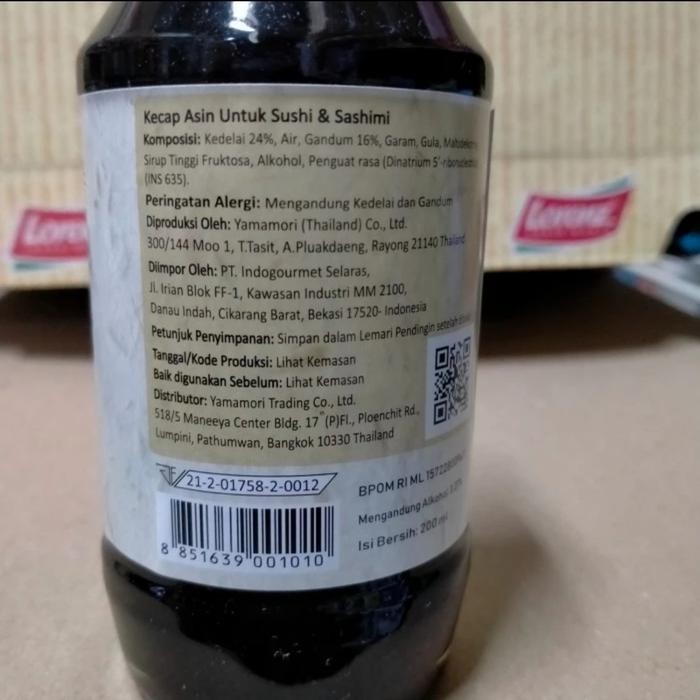 Kecap Asin Untuk Sushi & Sashimi
Komposisi: Kedelai 24%, Air, Gandum 16%, Garam, Gula,
Sirup Tinggi Fruktosa, Alkohol, Penguat rasa (Dinatrium 5'-
(INS 635).
Peringatan Alergi: Mengandung Kedelai dan Gandum
Diproduksi Oleh: Yamamori (Thailand) Co., Ltd.
300/144 Moo 1, T.Tasit, A.Pluakdaeng, Rayong 21140 Thailand
Diimpor Oleh: PT. Indogourmet Selaras,
Jl. Irian Blok FF-1, Kawasan Industri MM 2100,
Danau Indah, Cikarang Barat, Bekasi 17520- Indonesia
Petunjuk Penyimpanan: Simpan dalam Lemari Pendingin setelah
Tanggal/Kode Produksi: Lihat Kemasan
Baik digunakan Sebelum: Lihat Kemasan
Distributor: Yamamori Trading Co., Ltd.
518/5 Maneeya Center Bldg. 17"(P)Fl., Ploenchit Rd.,
Lumpini, Pathumwan, Bangkok 10330 Thailand
21-2-01758-2-0012
8 851639 001010
BPOM RI ML
Mengandung Alkohol
Isi Bersih: 200 ml
Lorenz